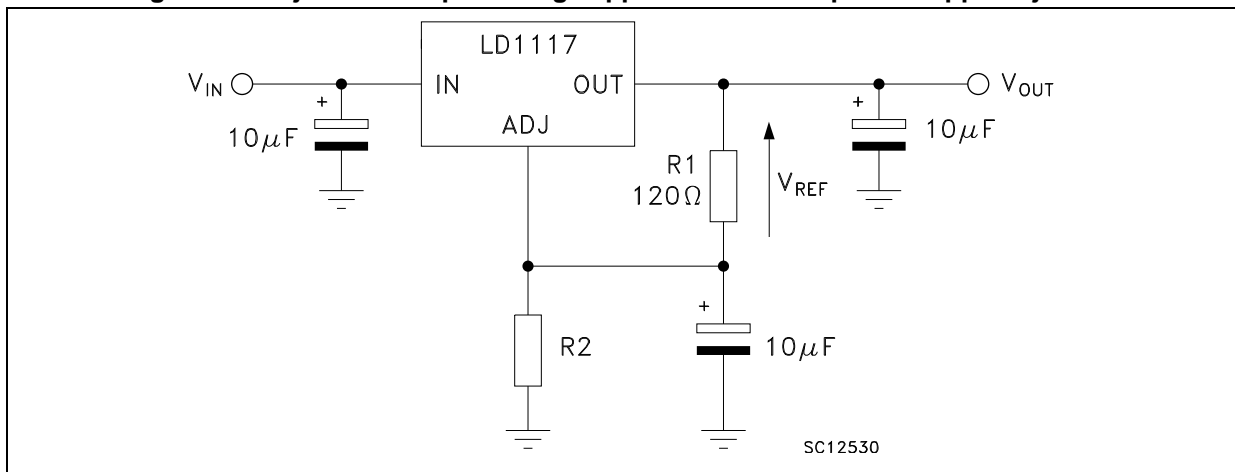 LD1117
V_IN
IN
OUT
V_OUT
+
10μF
ADJ
R1
120Ω
V_REF
+
10μF
R2
+
10μF
SC12530